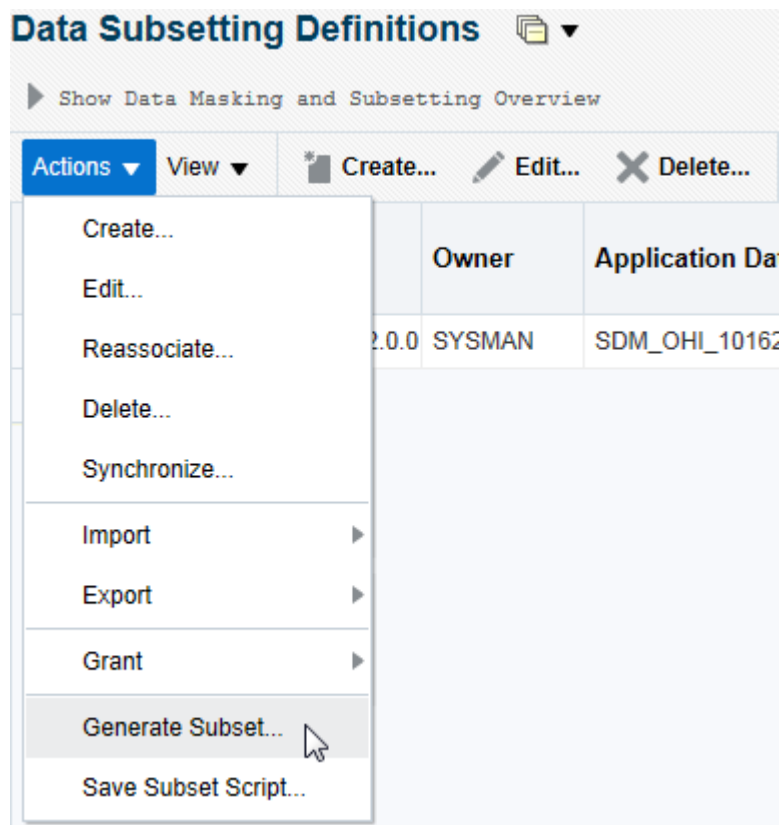 Data Subsetting Definitions
Show Data Masking and Subsetting Overview
Actions View Create... Edit... Delete...
Create...
Owner
Edit...
Reassociate...
2.0.0 SYSMAN
Delete...
Synchronize...
Import
Export
Grant
Generate Subset...
Save Subset Script...